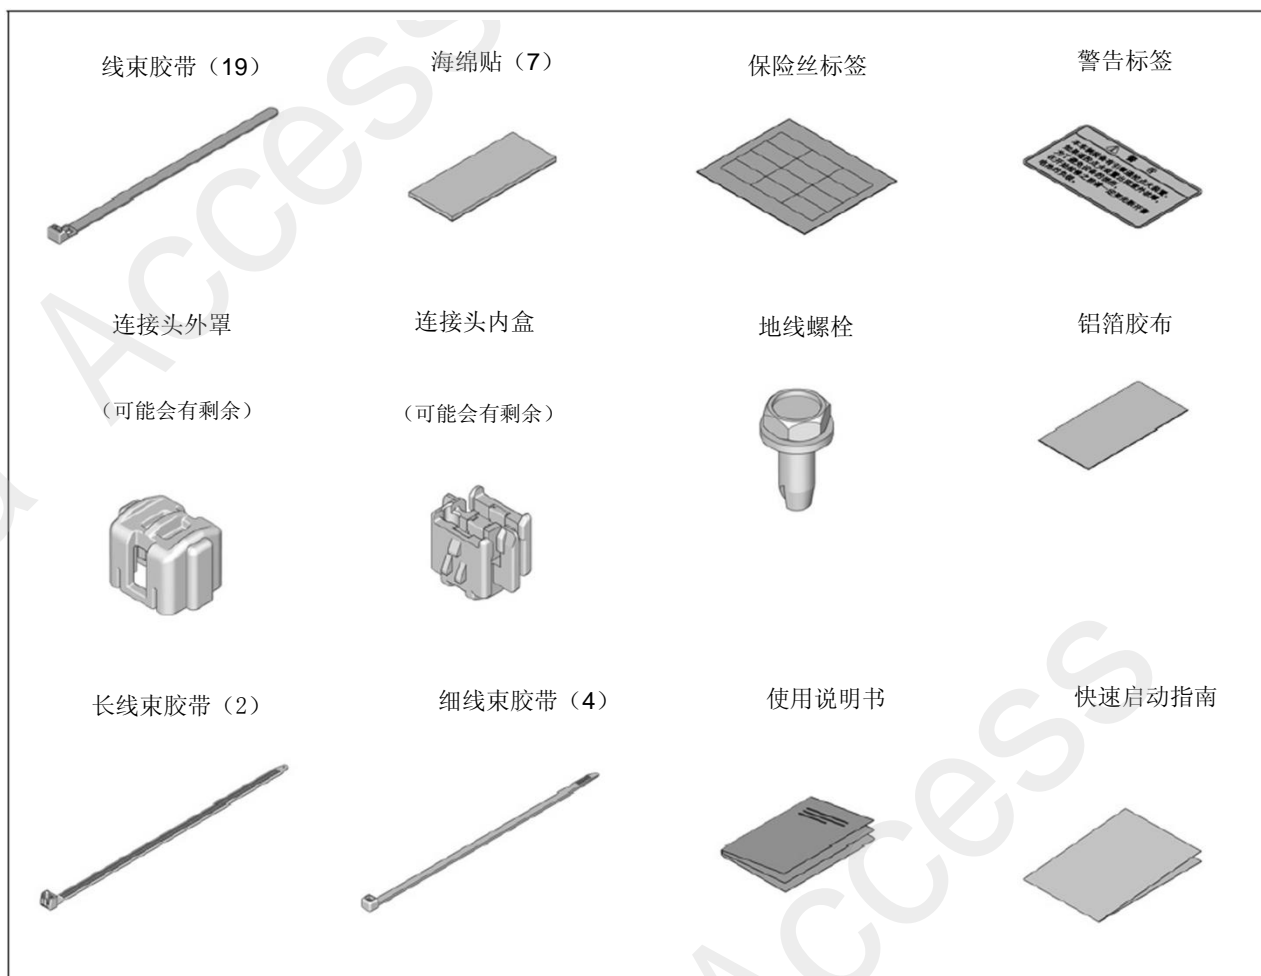 线束胶带（19）
海绵贴（7）
保险丝标签
警告标签
连接头外罩
连接头内盒
地线螺栓
铝箔胶布
（可能会有剩余）
（可能会有剩余）
长线束胶带（2）
细线束胶带（4）
使用说明书
快速启动指南
Access
Access